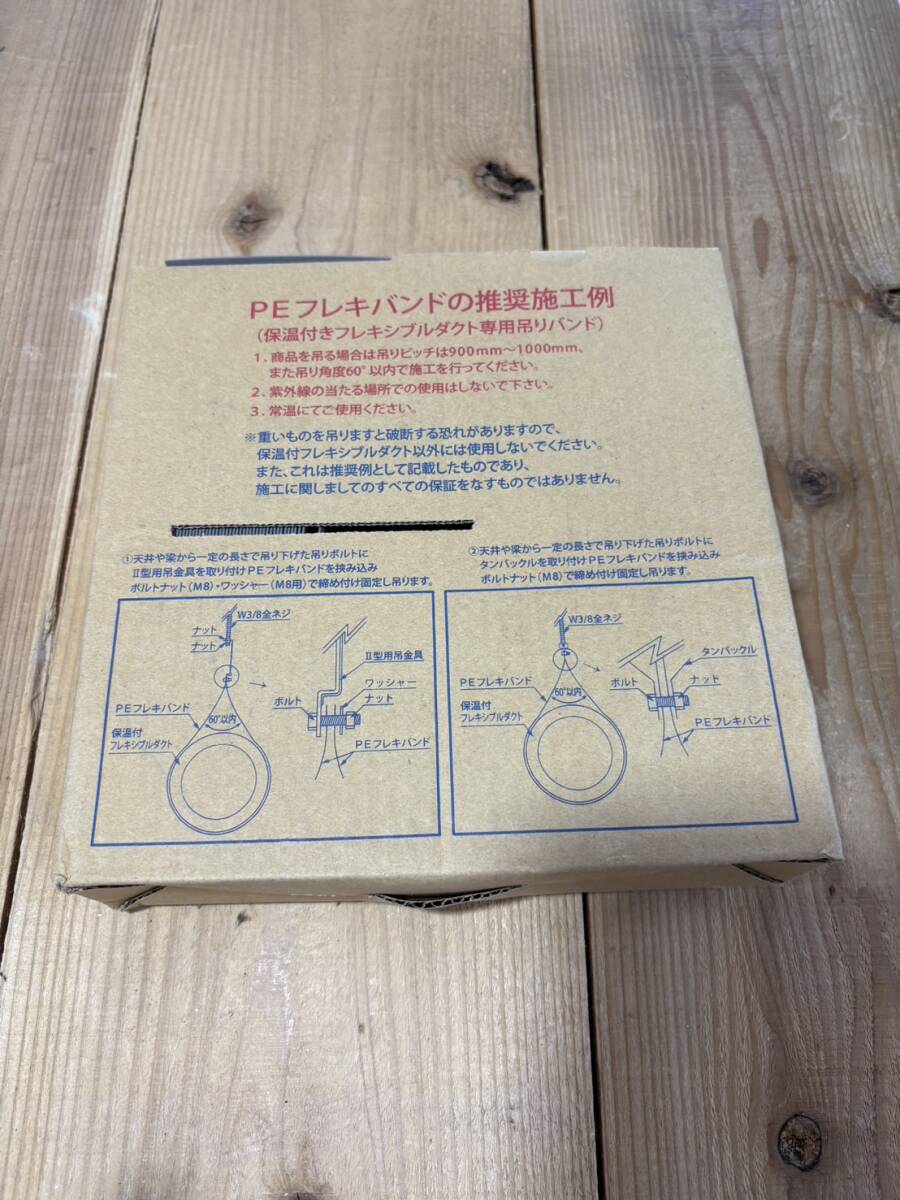 PEフレキバンドの推奨施工例
(保温付きフレキシブルダクト専用吊りバンド)
1. 商品を吊る場合は吊りピッチは900mm〜1000mm、
また吊り角度60°以内で施工を行ってください。
2. 紫外線の当たる場所での使用はしないで下さい。
3. 常温にてご使用ください。
※重いものを吊りますと破断する恐れがありますので、
保温付フレキシブルダクト以外には使用しないでください。
また、これは推奨例として記載したものであり、
施工に関しましてのすべての保証をなすものではありません。
①天井や梁から一定の長さで吊り下げた吊りボルトに
Ⅱ型用吊金具を取り付けPEフレキバンドを挟み込み
ボルトナット(M8)・ワッシャー(M8用)で締め付け固定し吊ります。
W3/8全ネジ
ナット
ナット
Ⅱ型用吊金具
ワッシャー
ボルト
ナット
PEフレキバンド
60°以内
保温付
フレキシブルダクト
PEフレキバンド
②天井や梁から一定の長さで吊り下げた吊りボルトに
タンバックルを取り付けPEフレキバンドを挟み込み
ボルトナット(M8)で締め付け固定し吊ります。
W3/8全ネジ
タンバックル
PEフレキバンド
ボルト
ナット
60°以内
保温付
フレキシブルダクト
PEフレキバンド